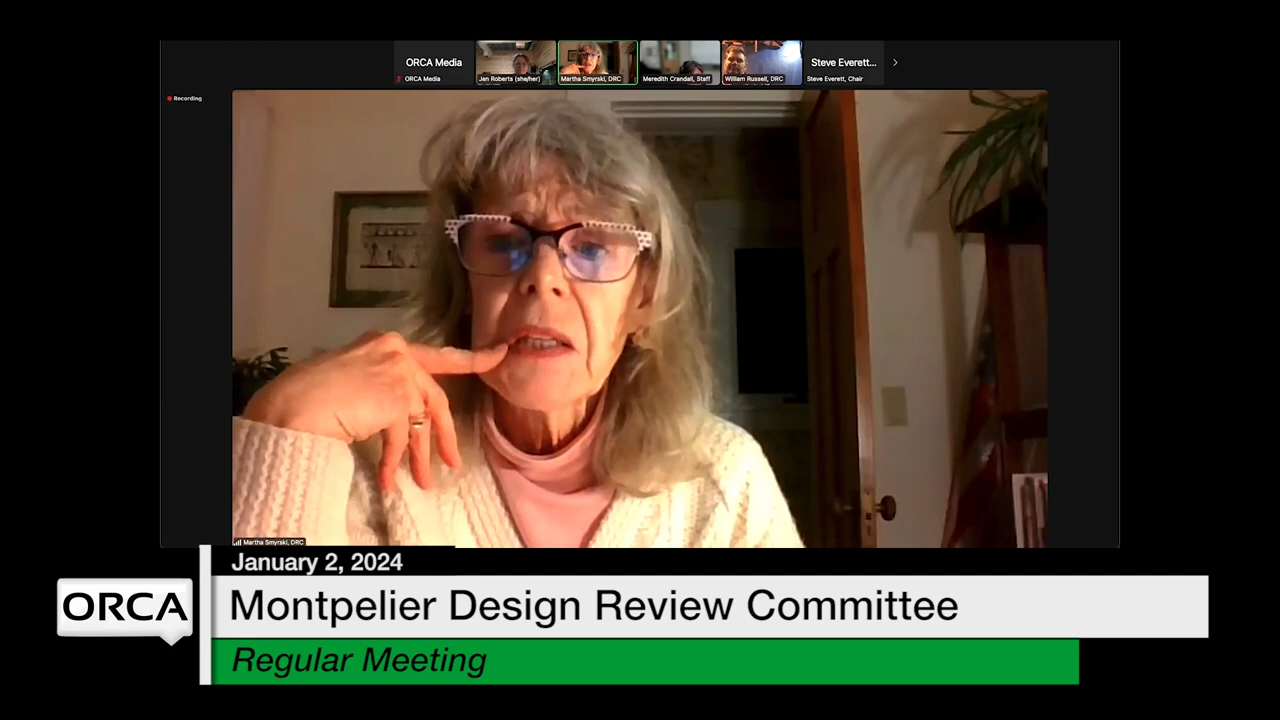 ORCA Media
Steve Everett...
ORCA Media
Jen Roberts (she/her)
Martha Smyrski, DRC
Meredith Crandall, Staff
William Russell, DRC
Steve Everett, Chair
Recording
Martha Smyrski, DRC
January 2, 2024
ORCA
Montpelier Design Review Committee
Regular Meeting